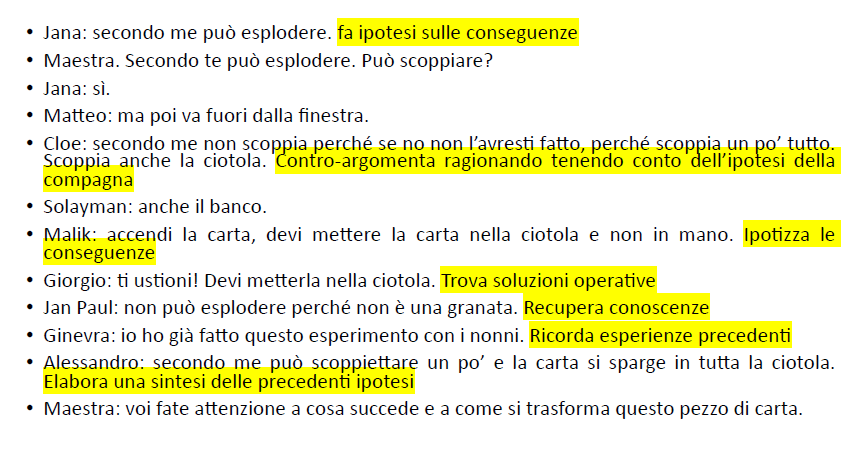 • Jana: secondo me può esplodere. fa ipotesi sulle conseguenze
• Maestra. Secondo te può esplodere. Può scoppiare?
• Jana: sì.
• Matteo: ma poi va fuori dalla finestra.
• Cloe: secondo me non scoppia perché se no non l’avresti fatto, perché scoppia un po’ tutto.
Scoppia anche la ciotola. Contro-argomenta ragionando tenendo conto dell’ipotesi della
compagna
• Solayman: anche il banco.
• Malik: accendi la carta, devi mettere la carta nella ciotola e non in mano. Ipotizza le
conseguenze
• Giorgio: ti ustioni! Devi metterla nella ciotola. Trova soluzioni operative
• Jan Paul: non può esplodere perché non è una granata. Recupera conoscenze
• Ginevra: io ho già fatto questo esperimento con i nonni. Ricorda esperienze precedenti
• Alessandro: secondo me può scoppiettare un po’ e la carta si sparge in tutta la ciotola.
Elabora una sintesi delle precedenti ipotesi
• Maestra: voi fate attenzione a cosa succede e a come si trasforma questo pezzo di carta.